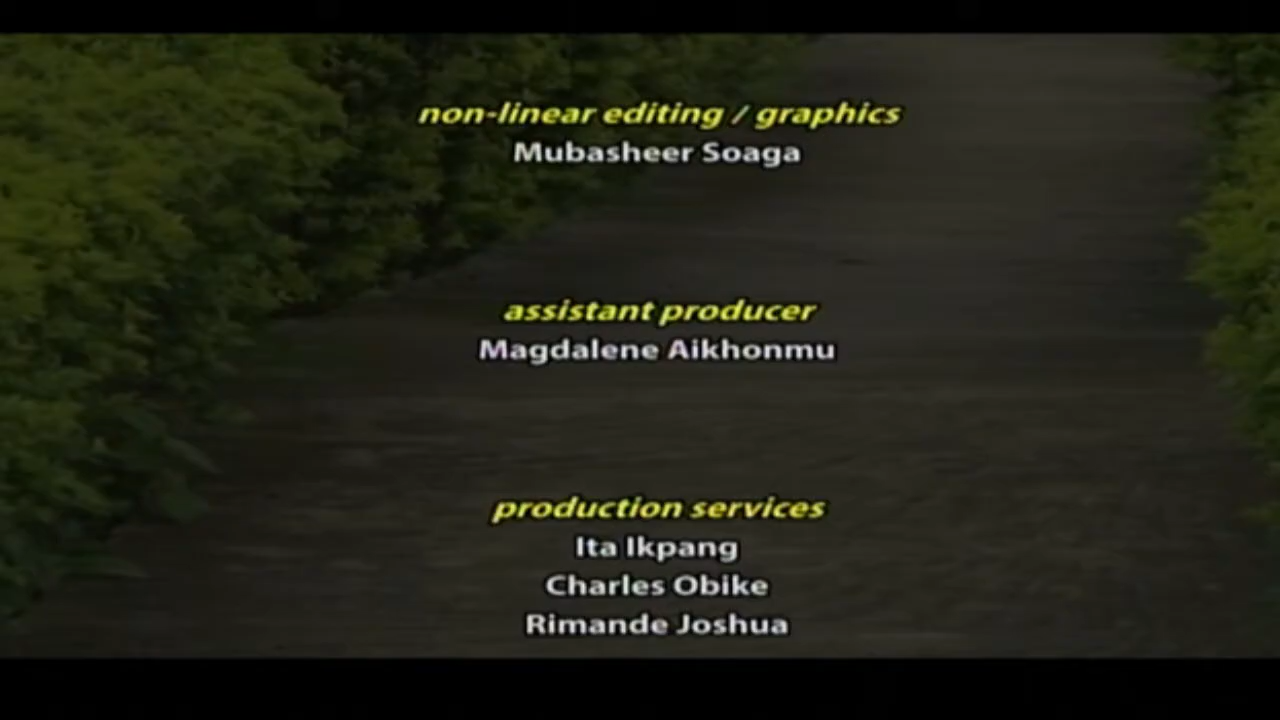 non-linear editing / graphics
Mubasheer Soaga
assistant producer
Magdalene Aikhonmu
production services
Ita Ikpang
Charles Obike
Rimande Joshua